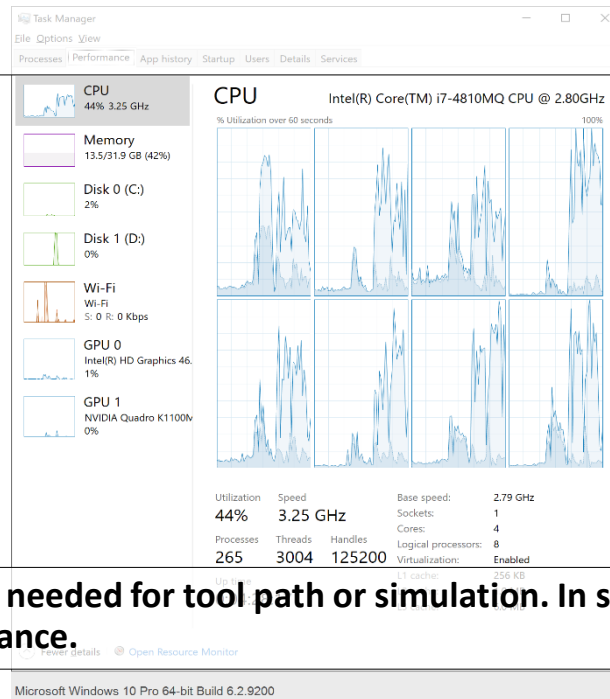 Task Manager
File Options View
Processes Performance App history Startup Users Details Services
CPU
44% 3.25 GHz
Memory
13.5/31.9 GB (42%)
Disk 0 (C:)
2%
Disk 1 (D:)
0%
Wi-Fi
Wi-Fi
S: 0 R: 0 Kbps
GPU 0
Intel(R) HD Graphics 46.
1%
GPU 1
NVIDIA Quadro K1100M
0%
CPU Intel(R) Core(TM) i7-4810MQ CPU @ 2.80GHz
% Utilization over 60 seconds 100%
Utilization Speed
44% 3.25 GHz
Processes Threads Handles
265 3004 125200
Base speed: 2.79 GHz
Sockets: 1
Cores: 4
Logical processors: 8
Virtualization: Enabled
L1 cache: 256 KB
Up time
needed for tool path or simulation. In s
ance.
Fewer details Open Resource Monitor
Microsoft Windows 10 Pro 64-bit Build 6.2.9200